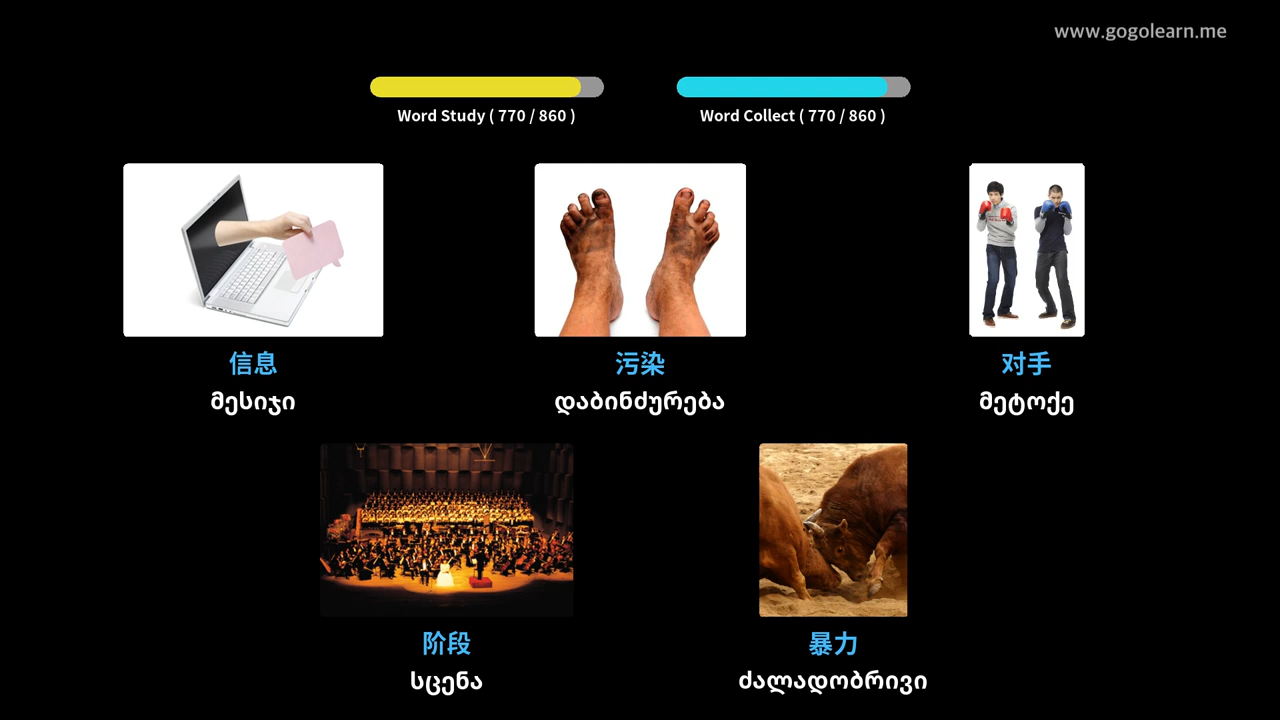 www.gogolearn.me
Word Study ( 770 / 860 )
Word Collect ( 770 / 860 )
信息
მესიჯი
污染
დაბინძურება
对手
მეტოქე
阶段
სცენა
暴力
ძალადობრივი